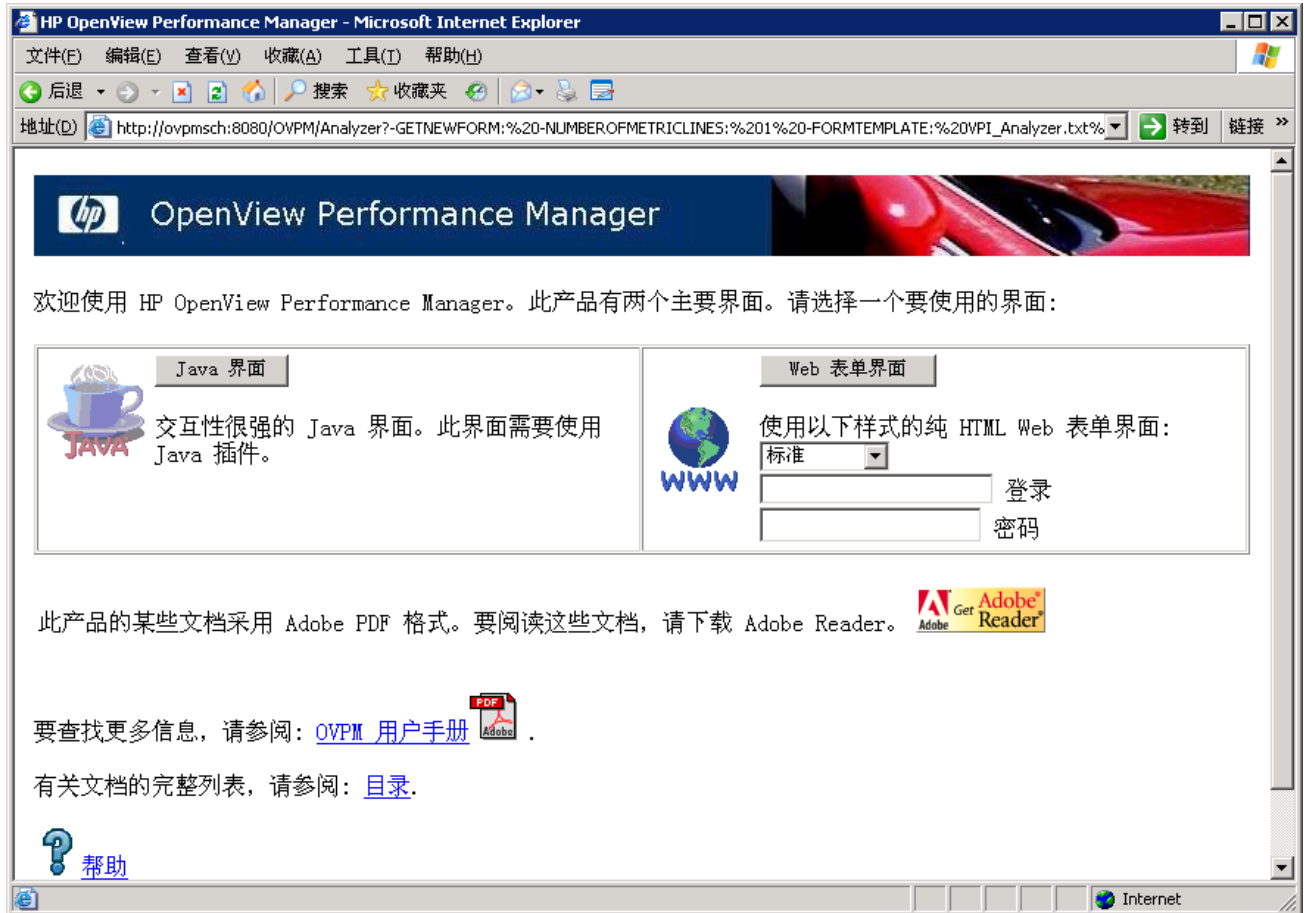 HP OpenView Performance Manager - Microsoft Internet Explorer
文件(F) 编辑(E) 查看(V) 收藏(A) 工具(T) 帮助(H)
后退 搜索 收藏夹
地址(D) http://ovpmsch:8080/OVPM/Analyzer?-GETNEWFORM:%20-NUMBEROFMETRICLINES:%201%20-FORMTEMPLATE:%20VPI_Analyzer.txt% 转到 链接 »
hp OpenView Performance Manager
欢迎使用 HP OpenView Performance Manager。此产品有两个主要界面。请选择一个要使用的界面:
Java 界面
JAVA
交互性很强的 Java 界面。此界面需要使用
Java 插件。
Web 表单界面
WWW
使用以下样式的纯 HTML Web 表单界面:
标准
登录
密码
此产品的某些文档采用 Adobe PDF 格式。要阅读这些文档, 请下载 Adobe Reader。 Adobe Get Adobe® Reader®
要查找更多信息, 请参阅: OVPM 用户手册 PDF Adobe .
有关文档的完整列表, 请参阅: 目录.
? 帮助
Internet